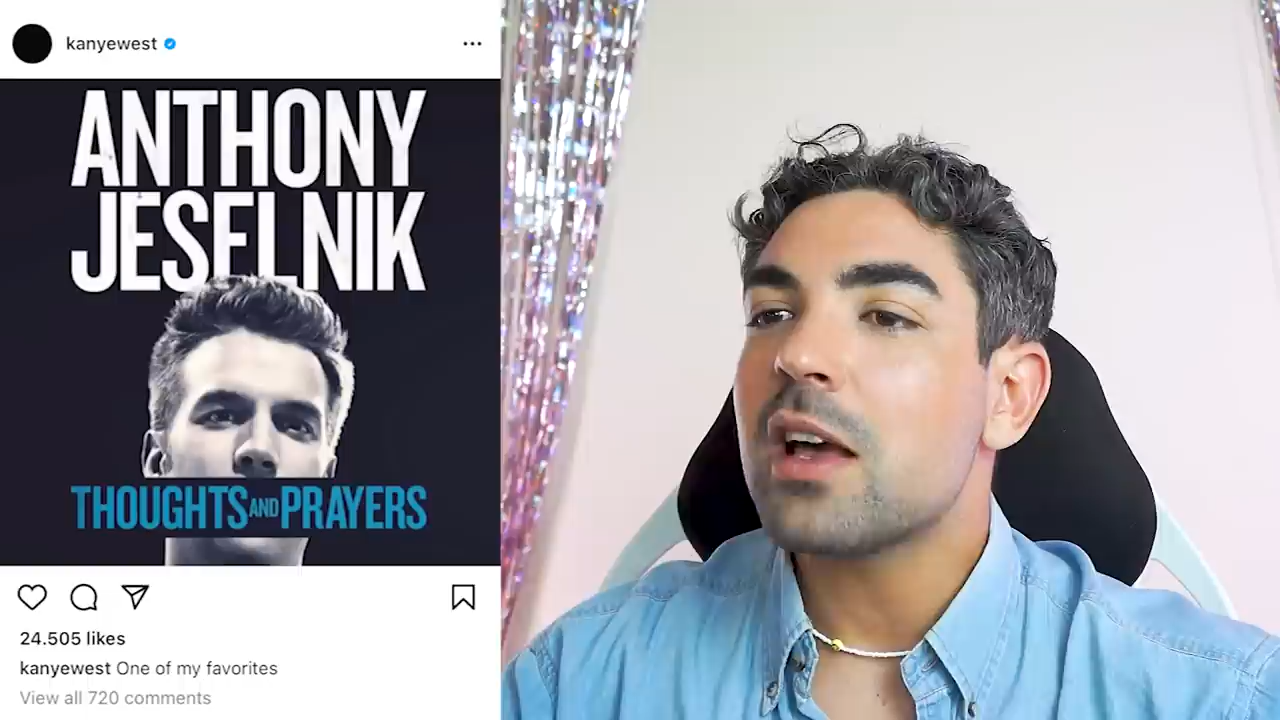 kanyewest
ANTHONY
JESELNIK
THOUGHTS AND PRAYERS
24.505 likes
kanyewest One of my favorites
View all 720 comments